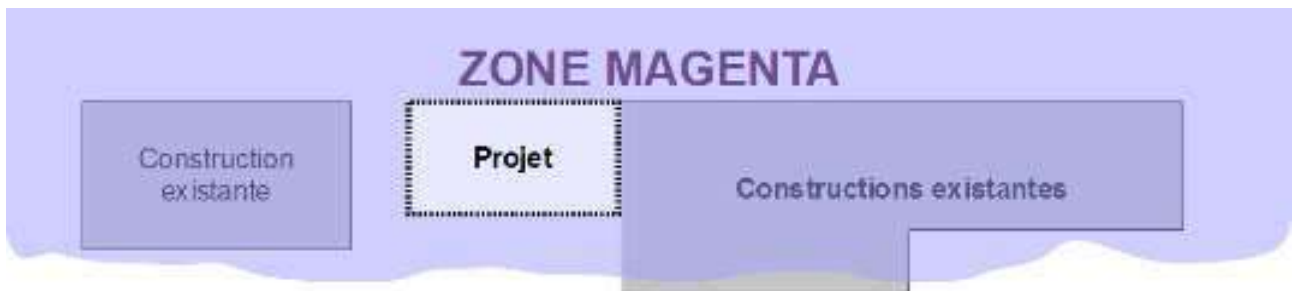 ZONE MAGENTA
Construction
existante
Projet
Constructions existantes